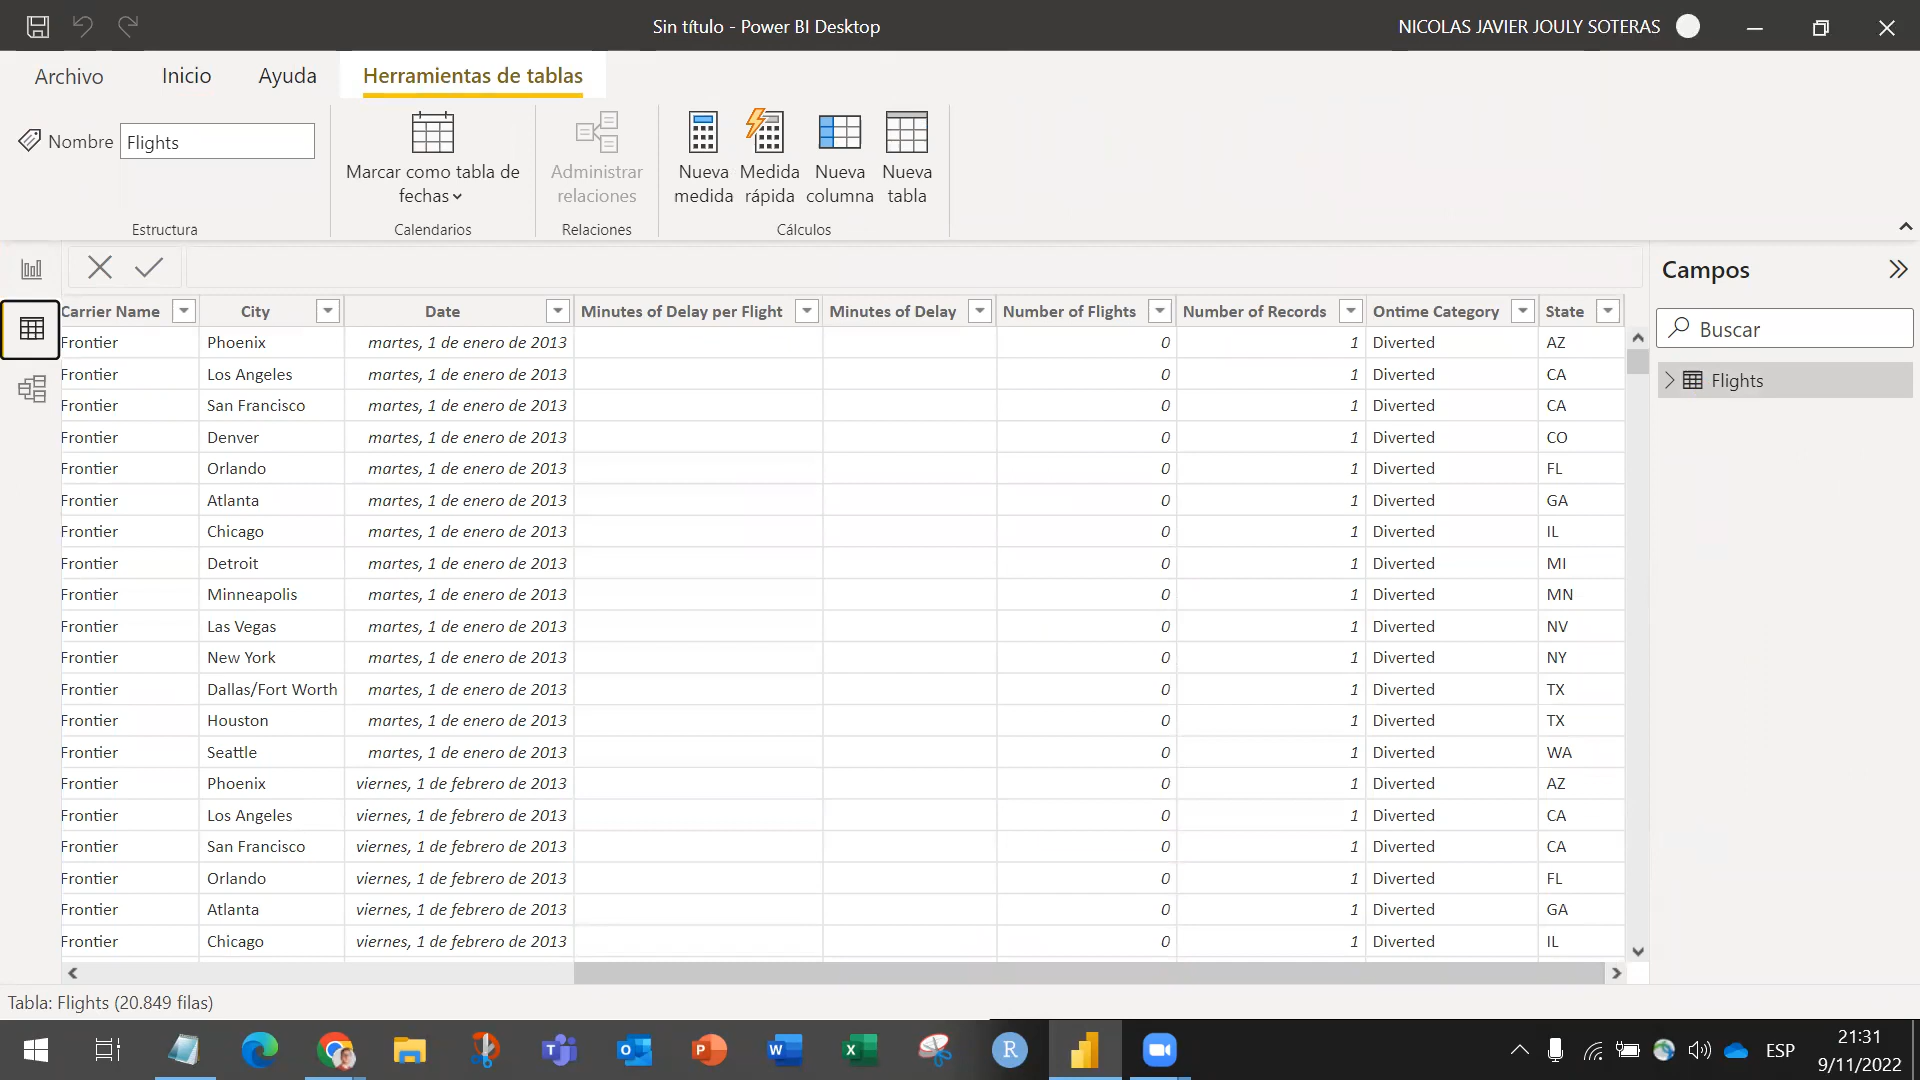 Sin título - Power BI Desktop
NICOLAS JAVIER JOULY SOTERAS
Archivo Inicio Ayuda Herramientas de tablas
Nombre Flights
Marcar como tabla de fechas
Administrar relaciones
Nueva medida
Medida rápida
Nueva columna
Nueva tabla
Estructura Calendarios Relaciones Cálculos
Campos
Buscar
Flights
Carrier Name City Date Minutes of Delay per Flight Minutes of Delay Number of Flights Number of Records Ontime Category State
Frontier Phoenix martes, 1 de enero de 2013 0 1 Diverted AZ
Frontier Los Angeles martes, 1 de enero de 2013 0 1 Diverted CA
Frontier San Francisco martes, 1 de enero de 2013 0 1 Diverted CA
Frontier Denver martes, 1 de enero de 2013 0 1 Diverted CO
Frontier Orlando martes, 1 de enero de 2013 0 1 Diverted FL
Frontier Atlanta martes, 1 de enero de 2013 0 1 Diverted GA
Frontier Chicago martes, 1 de enero de 2013 0 1 Diverted IL
Frontier Detroit martes, 1 de enero de 2013 0 1 Diverted MI
Frontier Minneapolis martes, 1 de enero de 2013 0 1 Diverted MN
Frontier Las Vegas martes, 1 de enero de 2013 0 1 Diverted NV
Frontier New York martes, 1 de enero de 2013 0 1 Diverted NY
Frontier Dallas/Fort Worth martes, 1 de enero de 2013 0 1 Diverted TX
Frontier Houston martes, 1 de enero de 2013 0 1 Diverted TX
Frontier Seattle martes, 1 de enero de 2013 0 1 Diverted WA
Frontier Phoenix viernes, 1 de febrero de 2013 0 1 Diverted AZ
Frontier Los Angeles viernes, 1 de febrero de 2013 0 1 Diverted CA
Frontier San Francisco viernes, 1 de febrero de 2013 0 1 Diverted CA
Frontier Orlando viernes, 1 de febrero de 2013 0 1 Diverted FL
Frontier Atlanta viernes, 1 de febrero de 2013 0 1 Diverted GA
Frontier Chicago viernes, 1 de febrero de 2013 0 1 Diverted IL
Tabla: Flights (20.849 filas)
ESP
21:31
9/11/2022